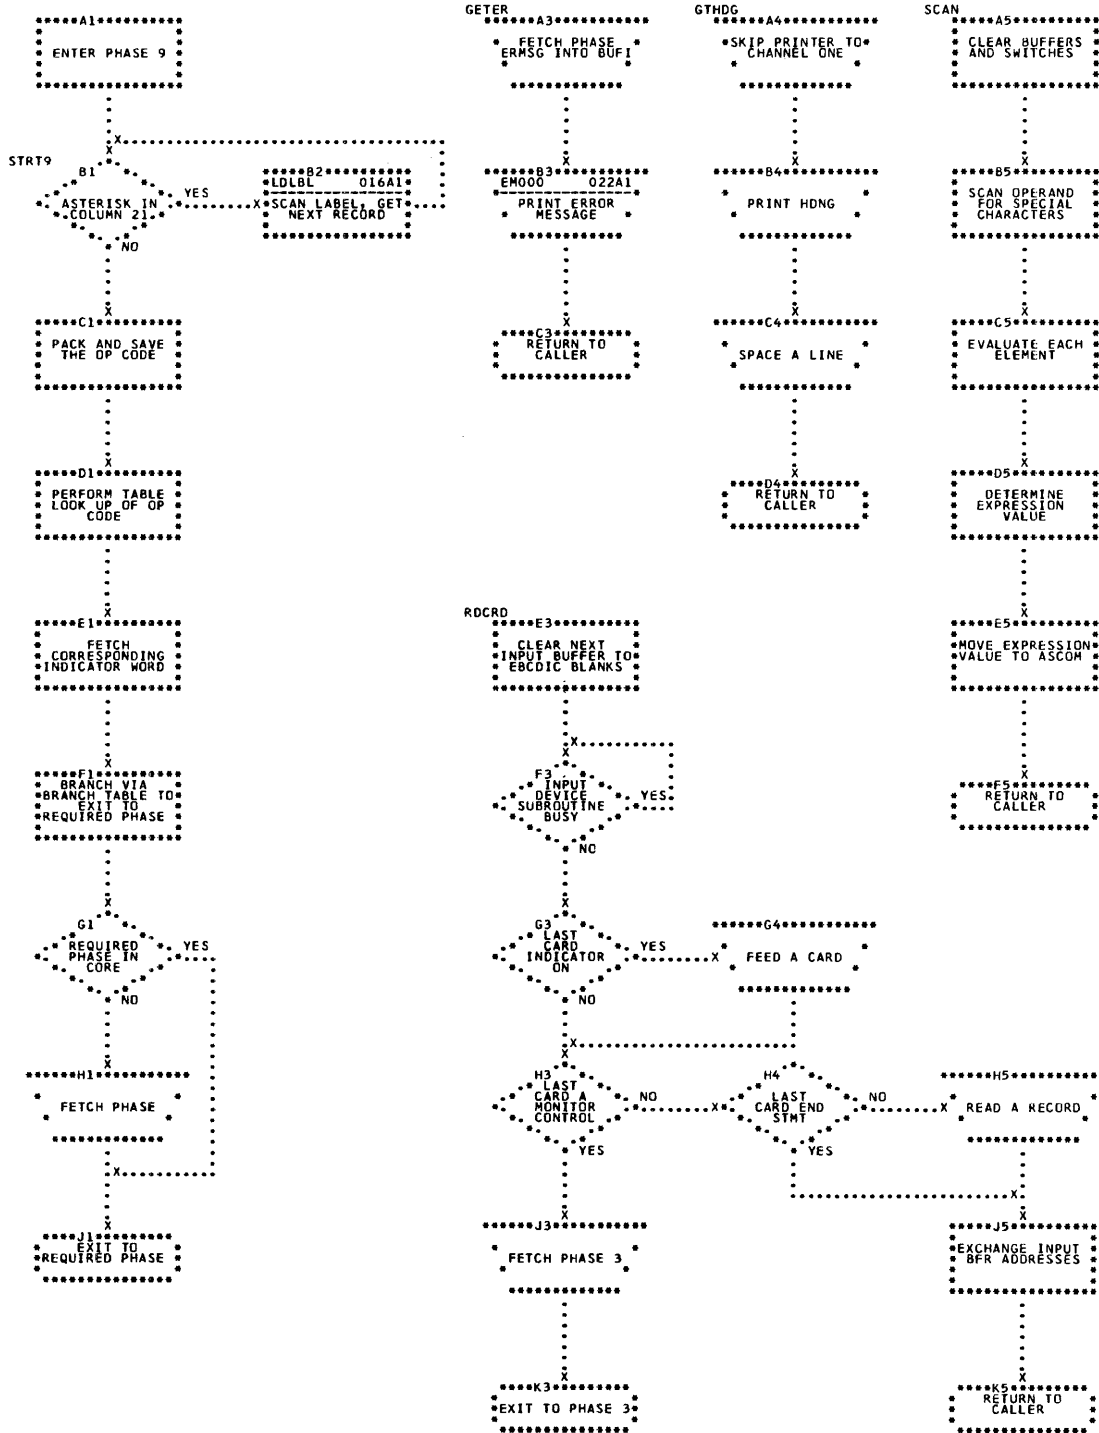 A1
ENTER PHASE 9
STRT9
B1
ASTERISK IN
COLUMN 21
YES
NO
B2
LDLBL 016A1
SCAN LABEL, GET
NEXT RECORD
C1
PACK AND SAVE
THE OP CODE
D1
PERFORM TABLE
LOOK UP OF OP
CODE
E1
FETCH
CORRESPONDING
INDICATOR WORD
F1
BRANCH VIA
BRANCH TABLE TO
EXIT TO
REQUIRED PHASE
G1
REQUIRED
PHASE IN
CORE
YES
NO
H1
FETCH PHASE
J1
EXIT TO
REQUIRED PHASE
GETER
A3
FETCH PHASE
ERMSG INTO BUFI
B3
EM000 022A1
PRINT ERROR
MESSAGE
C3
RETURN TO
CALLER
GTHDG
A4
SKIP PRINTER TO
CHANNEL ONE
B4
PRINT HDNG
C4
SPACE A LINE
D4
RETURN TO
CALLER
SCAN
A5
CLEAR BUFFERS
AND SWITCHES
B5
SCAN OPERAND
FOR SPECIAL
CHARACTERS
C5
EVALUATE EACH
ELEMENT
D5
DETERMINE
EXPRESSION
VALUE
E5
MOVE EXPRESSION
VALUE TO ASCOM
F5
RETURN TO
CALLER
RDCRD
E3
CLEAR NEXT
INPUT BUFFER TO
EBCDIC BLANKS
F3
INPUT
DEVICE
SUBROUTINE
BUSY
YES
NO
G3
LAST
CARD
INDICATOR
ON
YES
NO
G4
FEED A CARD
H3
LAST
CARD A
MONITOR
CONTROL
NO
YES
H4
LAST
CARD END
STMT
NO
YES
H5
READ A RECORD
J3
FETCH PHASE 3
J5
EXCHANGE INPUT
BFR ADDRESSES
K3
EXIT TO PHASE 3
K5
RETURN TO
CALLER